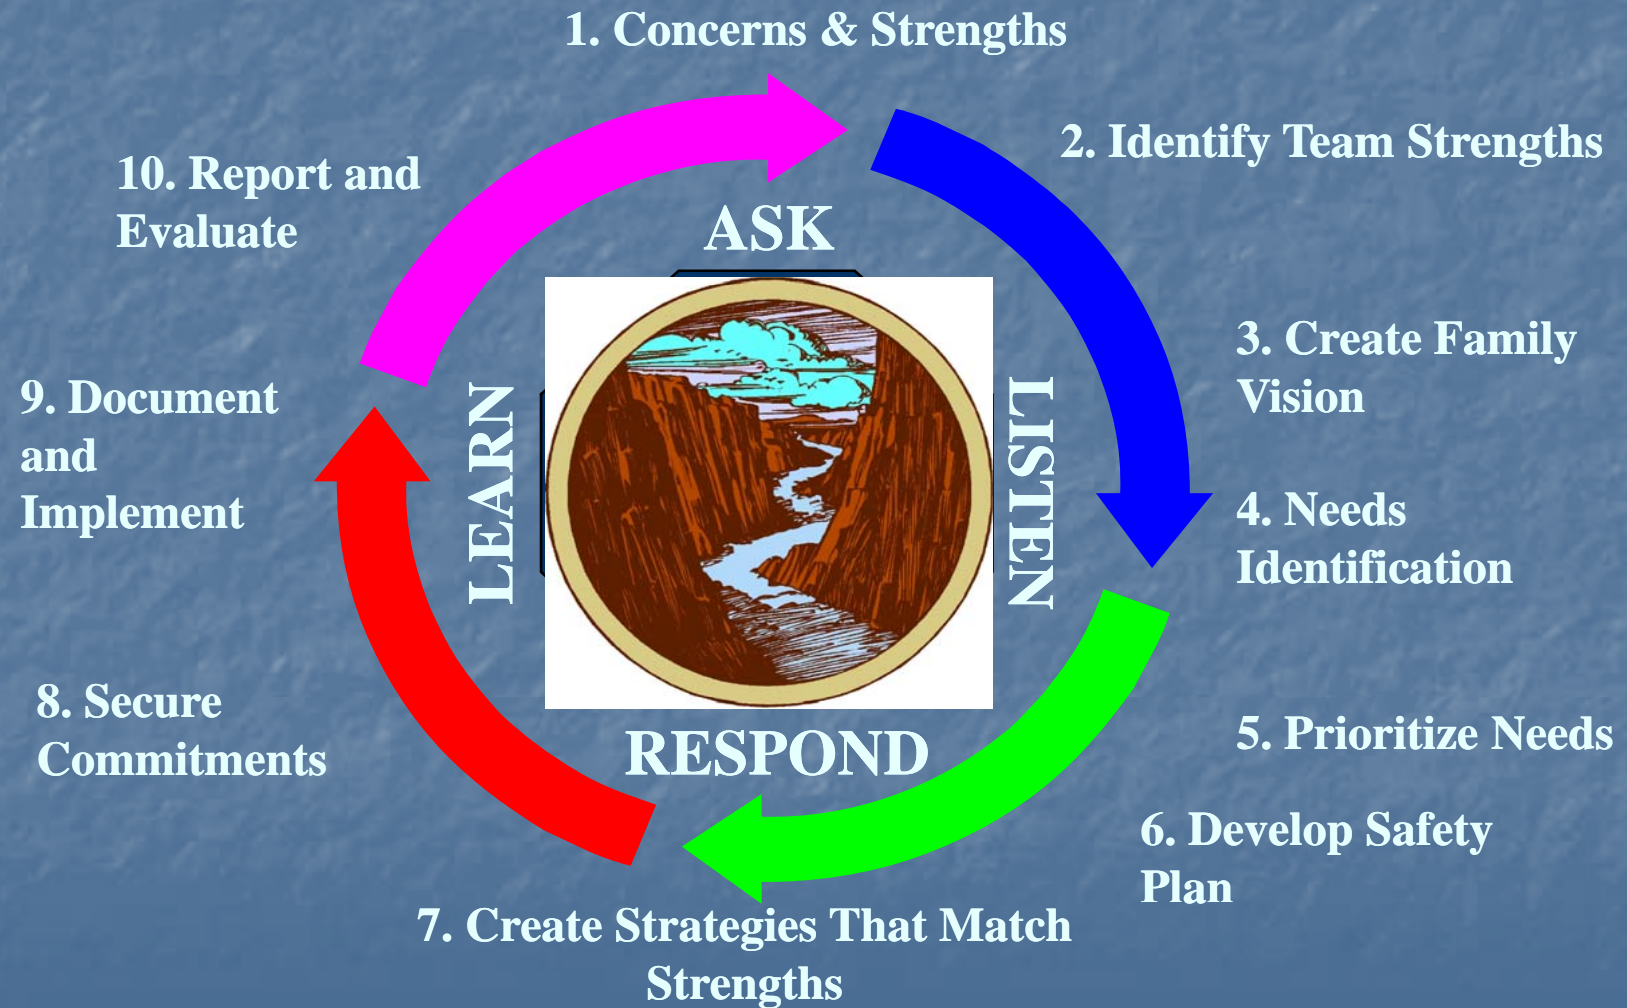 1. Concerns & Strengths
2. Identify Team Strengths
3. Create Family
Vision
4. Needs
Identification
5. Prioritize Needs
6. Develop Safety
Plan
7. Create Strategies That Match
Strengths
8. Secure
Commitments
9. Document
and
Implement
10. Report and
Evaluate
ASK
LISTEN
RESPOND
LEARN